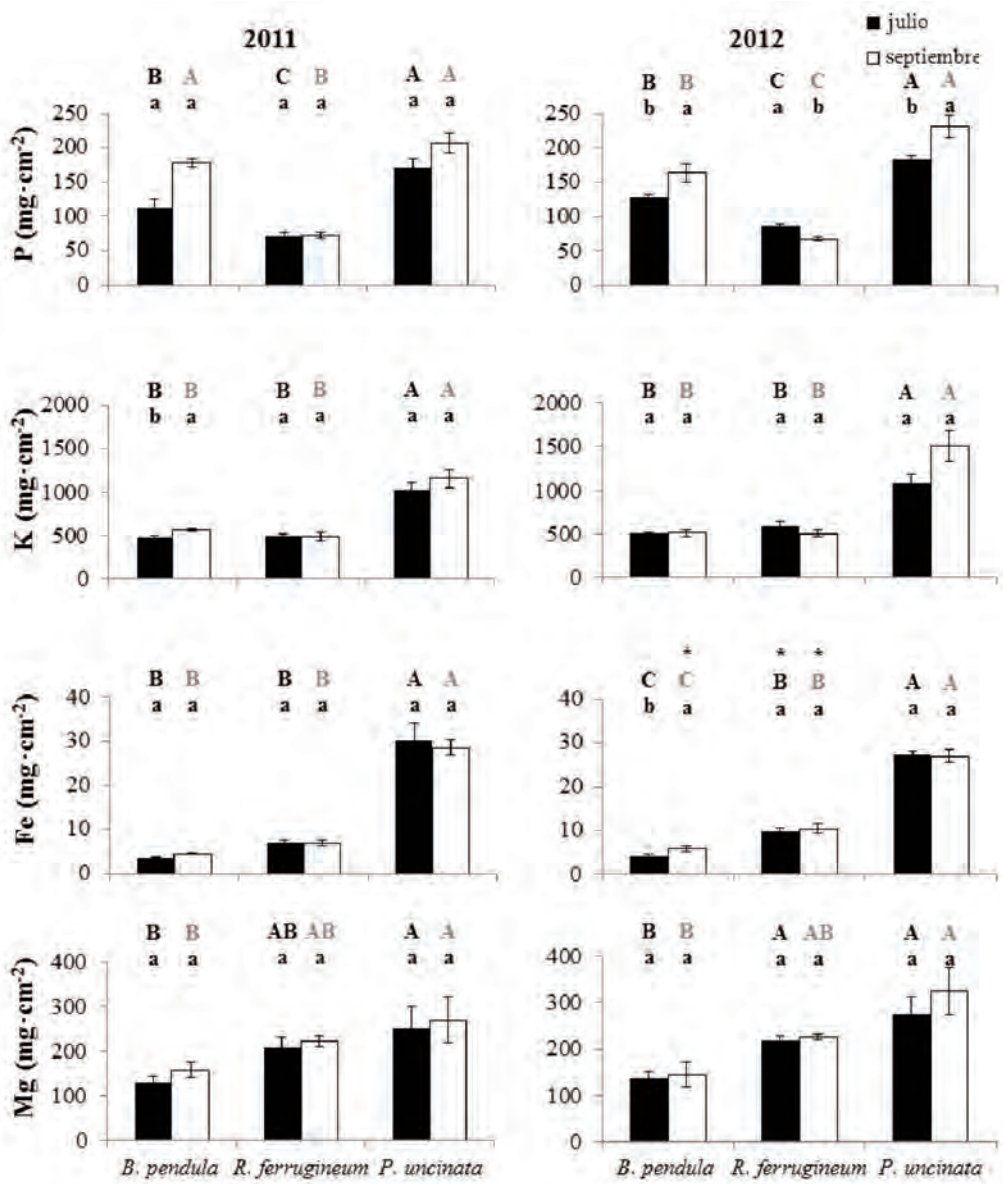 2011
2012
julio
septiembre
B A C B A A
a a a a a a
B B C C A A
b a a b b a
P (mg·cm-2)
250
200
150
100
50
0
250
200
150
100
50
0
B B B B A A
b a a a a a
B B B B A A
a a a a a a
K (mg·cm-2)
2000
1500
1000
500
0
2000
1500
1000
500
0
* * *
B B B B A A
a a a a a a
C C B B A A
b a a a a a
Fe (mg·cm-2)
40
30
20
10
0
40
30
20
10
0
B B AB AB A A
a a a a a a
B B A AB A A
a a a a a a
Mg (mg·cm-2)
400
300
200
100
0
400
300
200
100
0
B. pendula R. ferrugineum P. uncinata
B. pendula R. ferrugineum P. uncinata